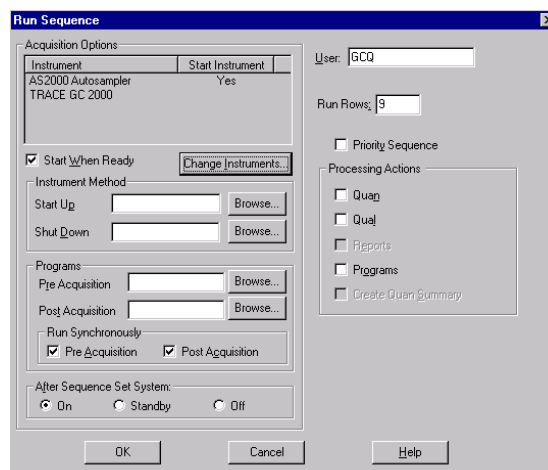 Run Sequence
Acquisition Options
Instrument Start Instrument
AS2000 Autosampler Yes
TRACE GC 2000
Start When Ready Change Instruments...
Instrument Method
Start Up Browse...
Shut Down Browse...
Programs
Pre Acquisition Browse...
Post Acquisition Browse...
Run Synchronously
Pre Acquisition Post Acquisition
After Sequence Set System:
On Standby Off
User: GCQ
Run Rows: 9
Priority Sequence
Processing Actions
Quan
Qual
Reports
Programs
Create Quan Summary
OK Cancel Help